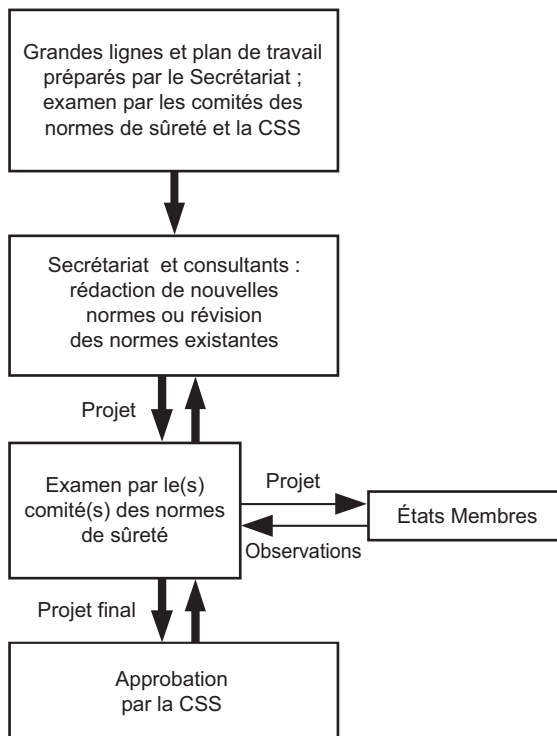 Grandes lignes et plan de travail
préparés par le Secrétariat ;
examen par les comités des
normes de sûreté et la CSS
Secrétariat et consultants :
rédaction de nouvelles
normes ou révision
des normes existantes
Projet
Examen par le(s)
comité(s) des normes
de sûreté
Projet
États Membres
Observations
Projet final
Approbation
par la CSS